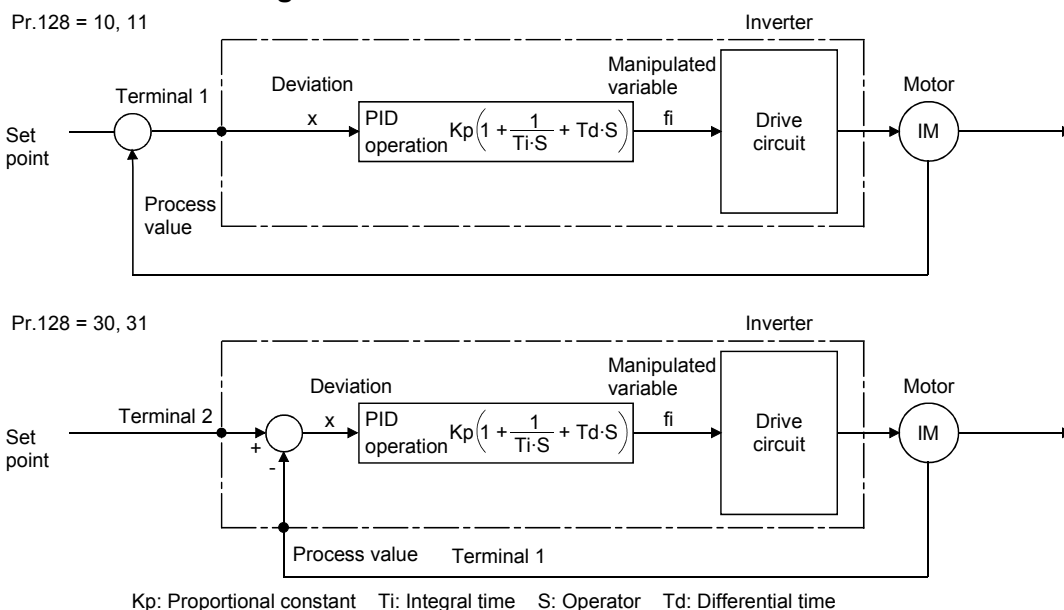 Pr.128 = 10, 11
Inverter
Terminal 1
Deviation
Manipulated
variable
Motor
Set
point
x
PID
operation
Kp(1 + 1/Ti·S + Td·S)
fi
Drive
circuit
IM
Process
value
Pr.128 = 30, 31
Inverter
Terminal 2
Deviation
Manipulated
variable
Motor
Set
point
+
-
x
PID
operation
Kp(1 + 1/Ti·S + Td·S)
fi
Drive
circuit
IM
Process value
Terminal 1
Kp: Proportional constant Ti: Integral time S: Operator Td: Differential time